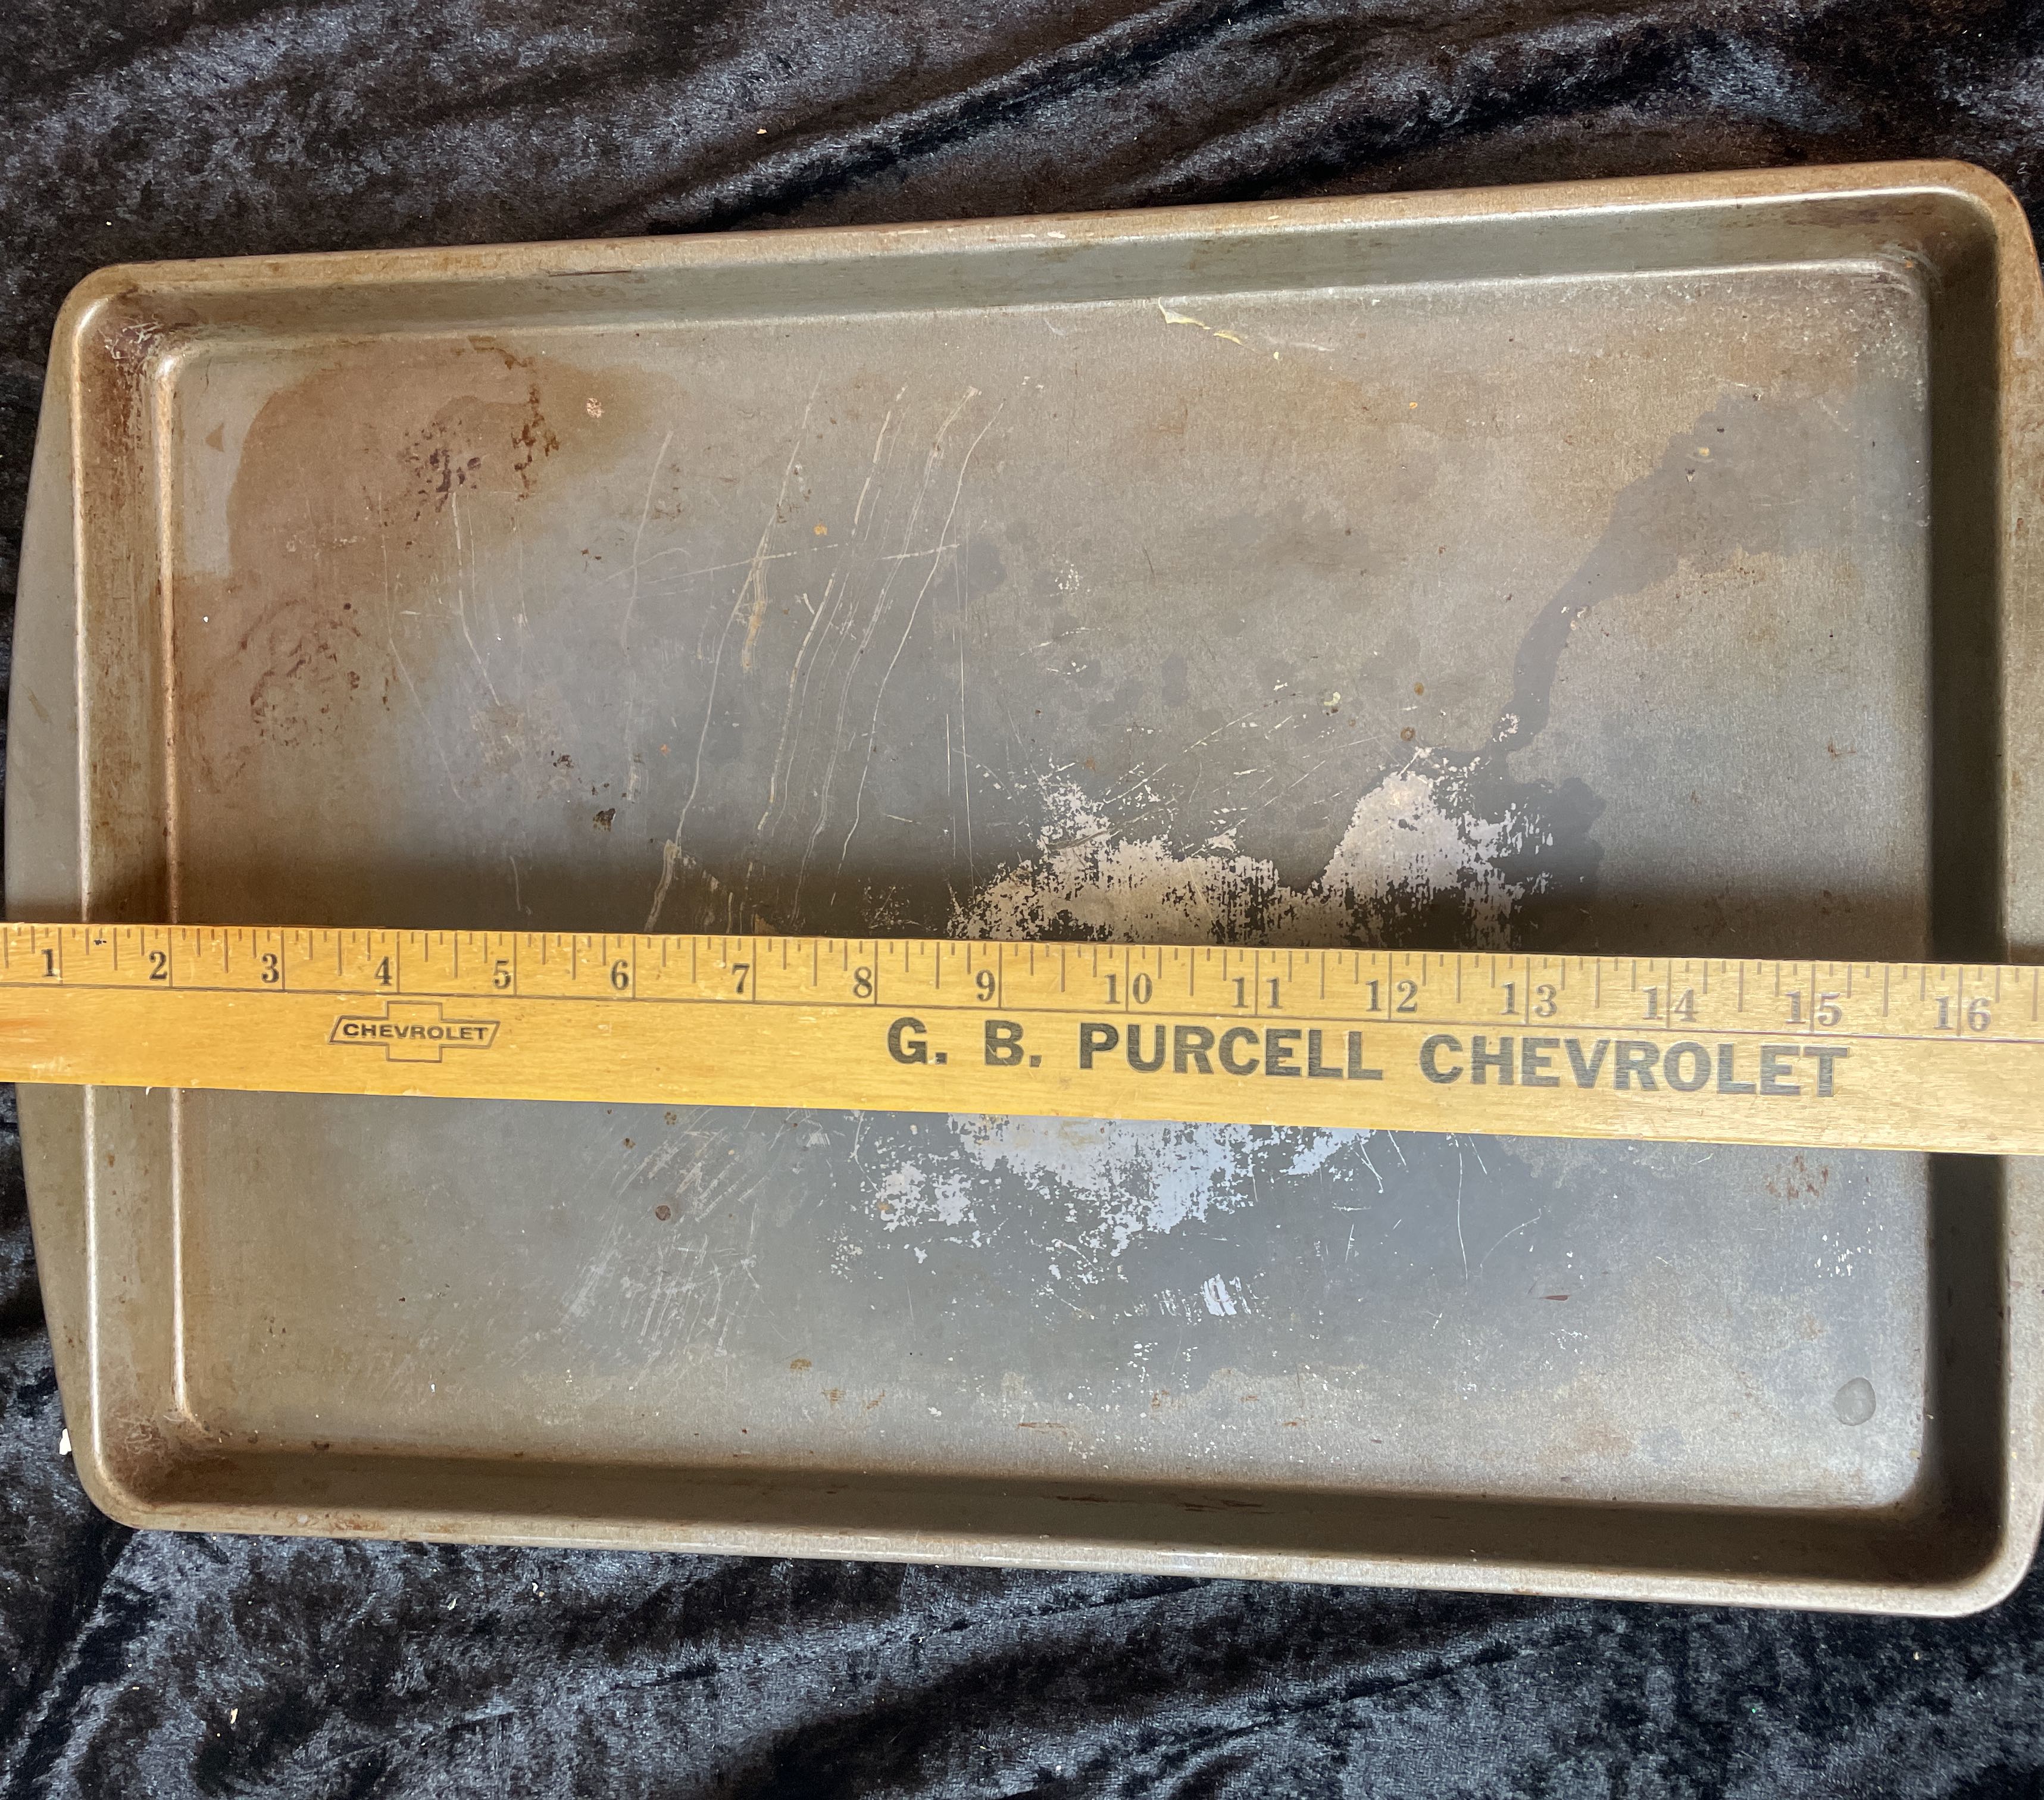 1 2 3 4 5 6 7 8 9 10 11 12 13 14 15 16
CHEVROLET G. B. PURCELL CHEVROLET